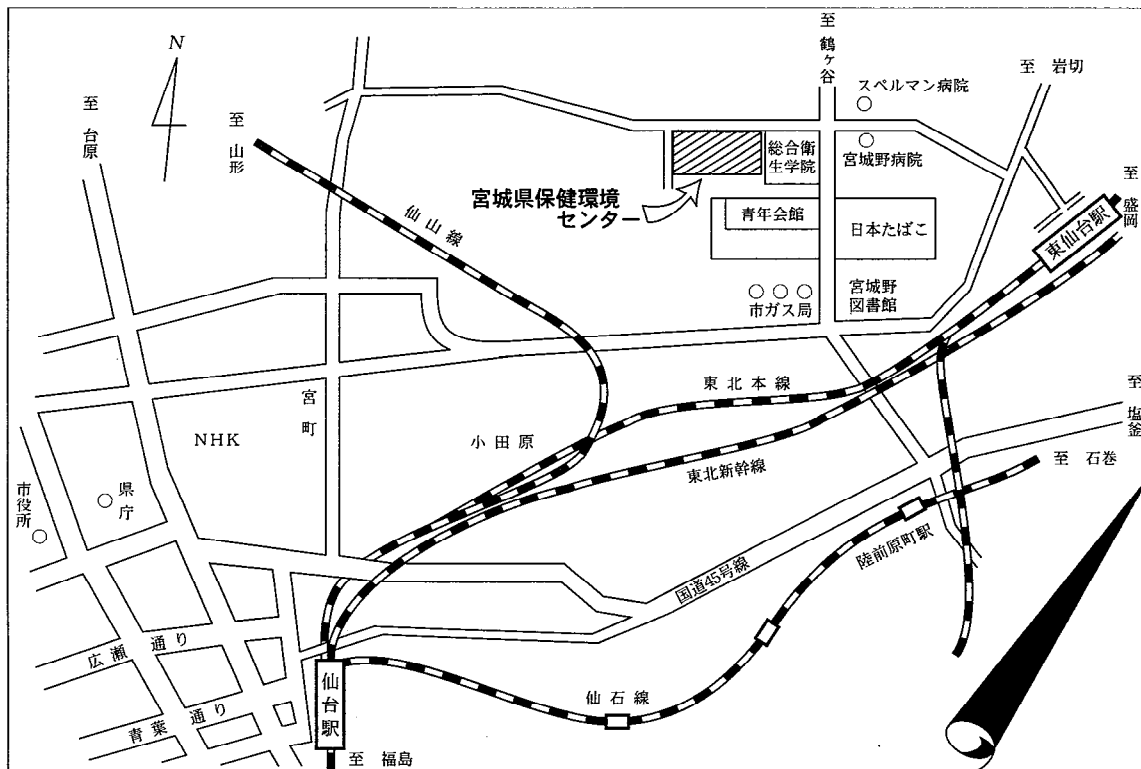 N
至 台原
至 山形
仙山線
至 鶴ヶ谷
スペルマン病院
至 岩切
総合衛
生学院
宮城野病院
至 盛岡
宮城県保健環境
センター
青年会館
日本たばこ
東仙台駅
宮城野
図書館
市ガス局
東北本線
至 塩釜
宮町
小田原
NHK
東北新幹線
至 石巻
市役所
県庁
陸前原町駅
国道45号線
広瀬通り
仙台駅
仙石線
青葉通り
至 福島